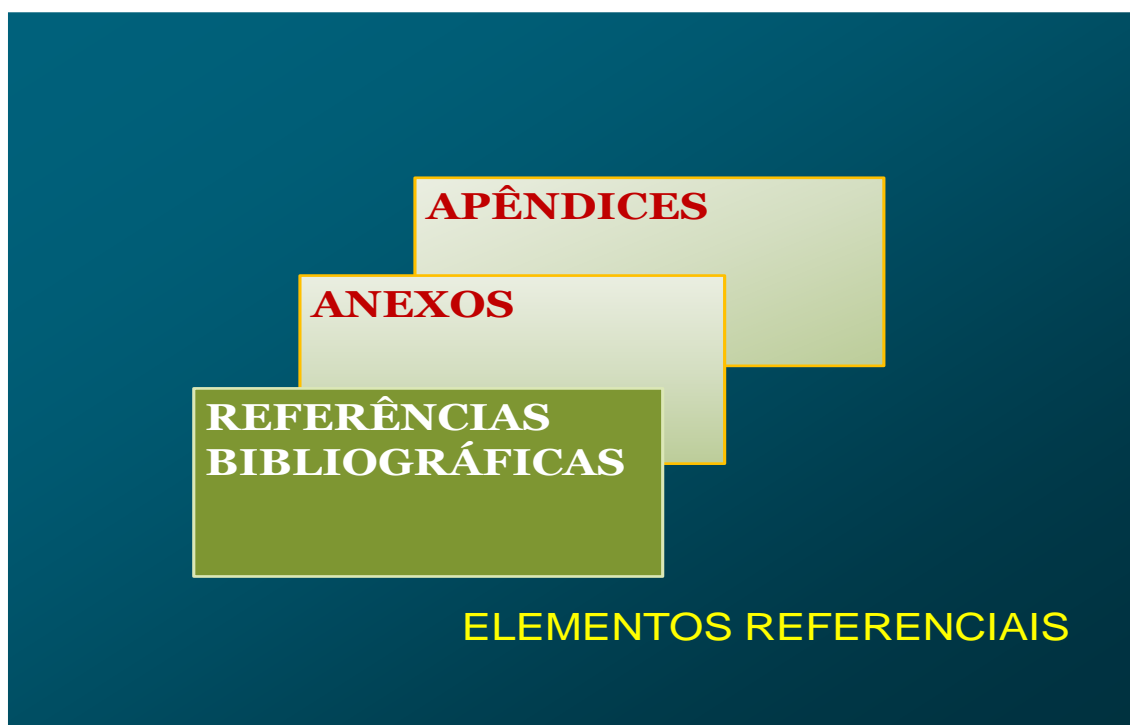 APÊNDICES
ANEXOS
REFERÊNCIAS
BIBLIOGRÁFICAS
ELEMENTOS REFERENCIAIS